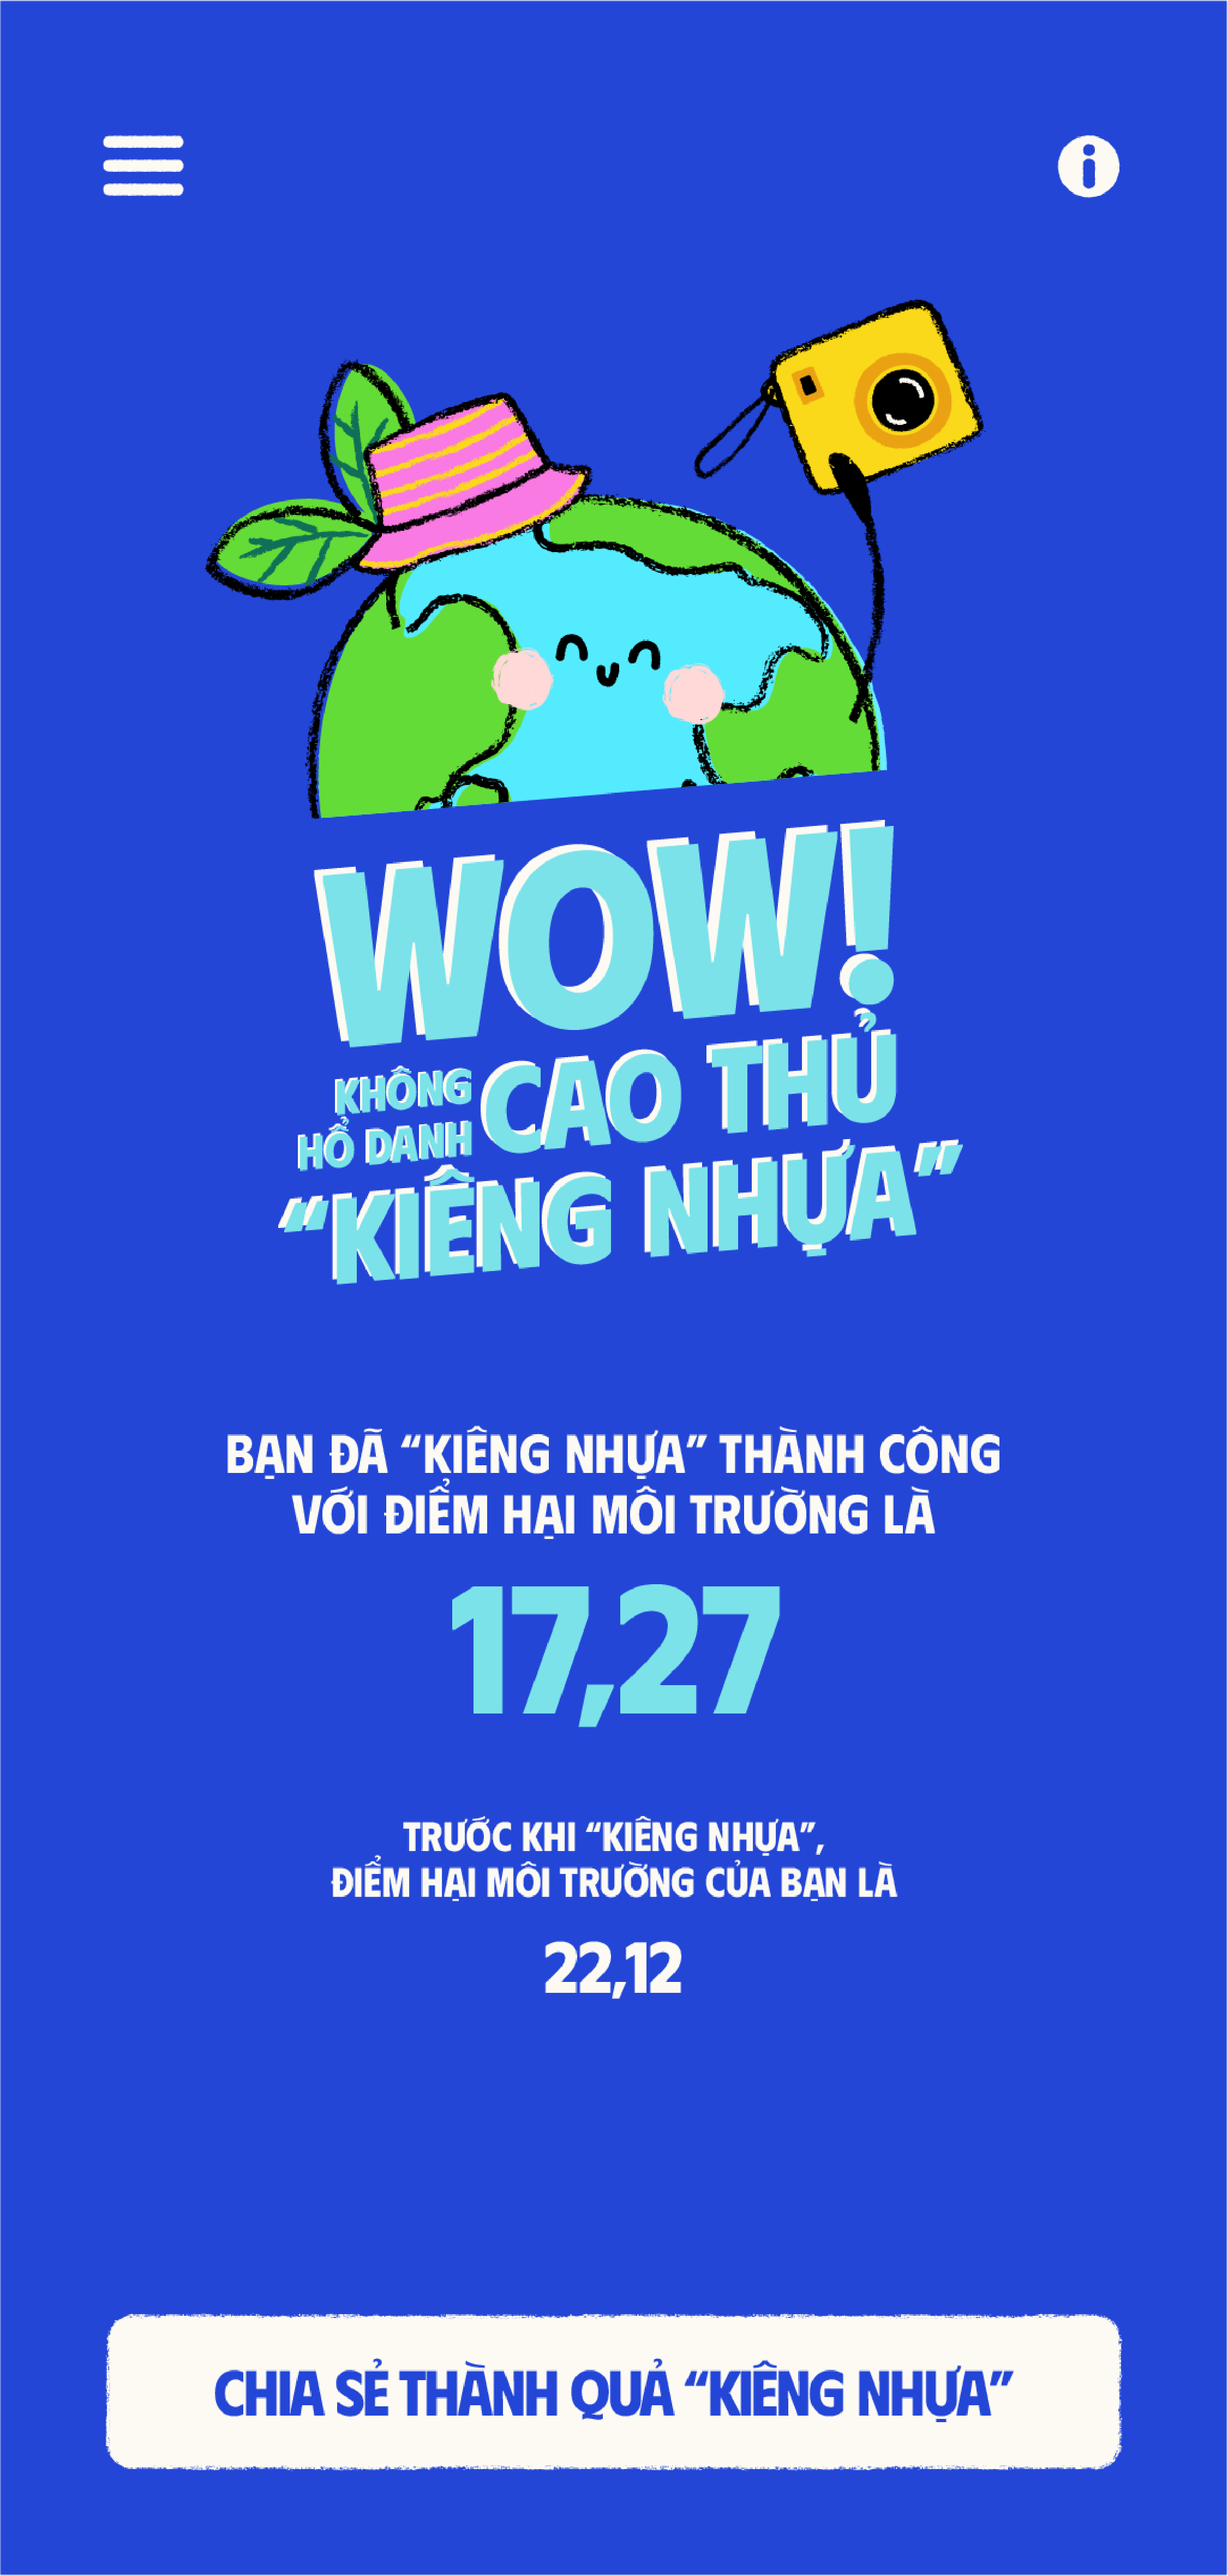 WOW!
KHÔNG
HỔ DANH CAO THỦ
“KIÊNG NHỰA”
BẠN ĐÃ “KIÊNG NHỰA” THÀNH CÔNG
VỚI ĐIỂM HẠI MÔI TRƯỜNG LÀ
17,27
TRƯỚC KHI “KIÊNG NHỰA”,
ĐIỂM HẠI MÔI TRƯỜNG CỦA BẠN LÀ
22,12
CHIA SẺ THÀNH QUẢ “KIÊNG NHỰA”